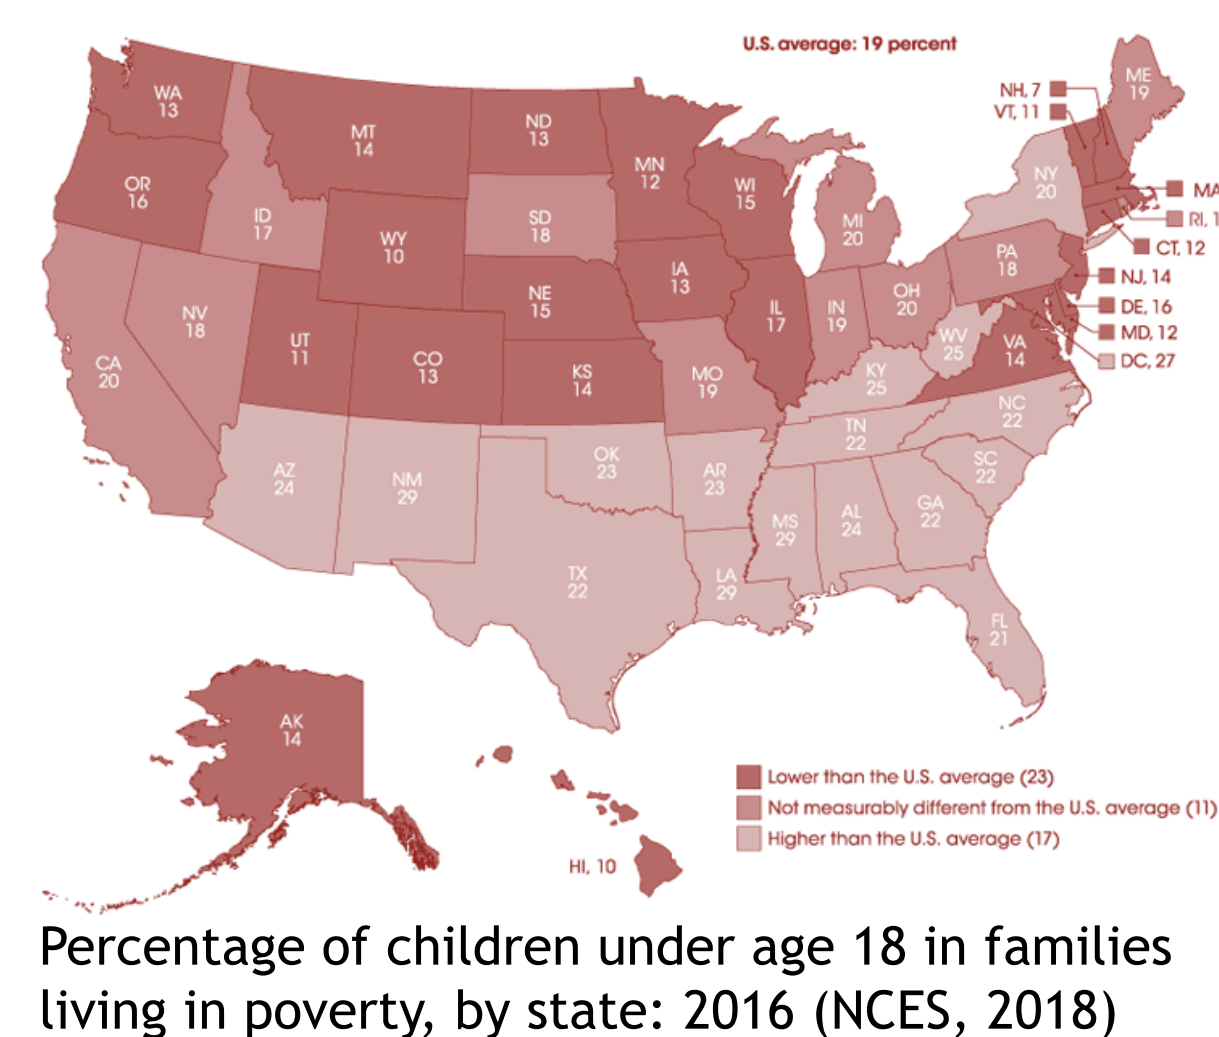 U.S. average: 19 percent
WA
13
MT
14
ND
13
MN
12
ME
19
NH, 7
VT, 11
OR
16
ID
17
WY
10
SD
18
WI
15
MI
20
NY
20
MA
RI, 1
CT, 12
NJ, 14
DE, 16
MD, 12
DC, 27
NV
18
CA
20
UT
11
CO
13
NE
15
KS
14
IA
13
MO
19
IL
17
IN
19
OH
20
PA
18
WV
25
VA
14
KY
25
NC
22
TN
22
SC
22
AZ
24
NM
29
OK
23
AR
23
MS
29
AL
24
GA
22
TX
22
LA
29
FL
21
AK
14
HI, 10
Lower than the U.S. average (23)
Not measurably different from the U.S. average (11)
Higher than the U.S. average (17)
Percentage of children under age 18 in families
living in poverty, by state: 2016 (NCES, 2018)